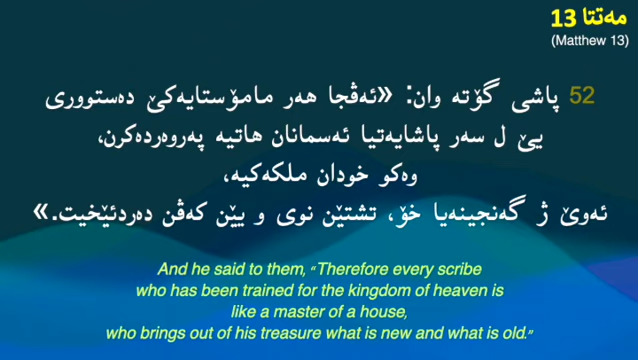 مەتتا 13
(Matthew 13)
52 پاشی گۆتە وان: «ئەڤجا هەر مامۆستایەکێ دەستووری
یێ ل سەر پاشایەتیا ئەسمانان هاتیە پەروەردەکرن،
وەکو خودان ملکەکیە،
ئەوێ ژ گەنجینەیا خۆ، تشتێن نوی و یێن کەڤن دەردئێخیت.»
And he said to them, “Therefore every scribe
who has been trained for the kingdom of heaven is
like a master of a house,
who brings out of his treasure what is new and what is old.”